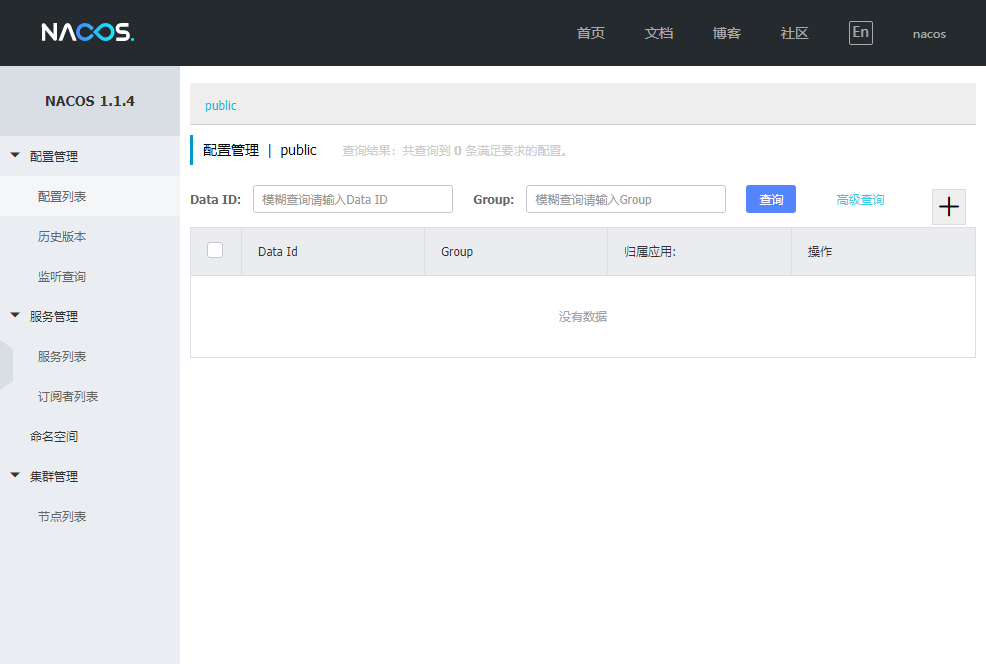 NACOS.
首页 文档 博客 社区 En nacos
NACOS 1.1.4
配置管理
配置列表
历史版本
监听查询
服务管理
服务列表
订阅者列表
命名空间
集群管理
节点列表
public
配置管理 | public 查询结果：共查询到 0 条满足要求的配置。
Data ID: 模糊查询请输入Data ID Group: 模糊查询请输入Group 查询 高级查询
Data Id Group 归属应用: 操作
没有数据